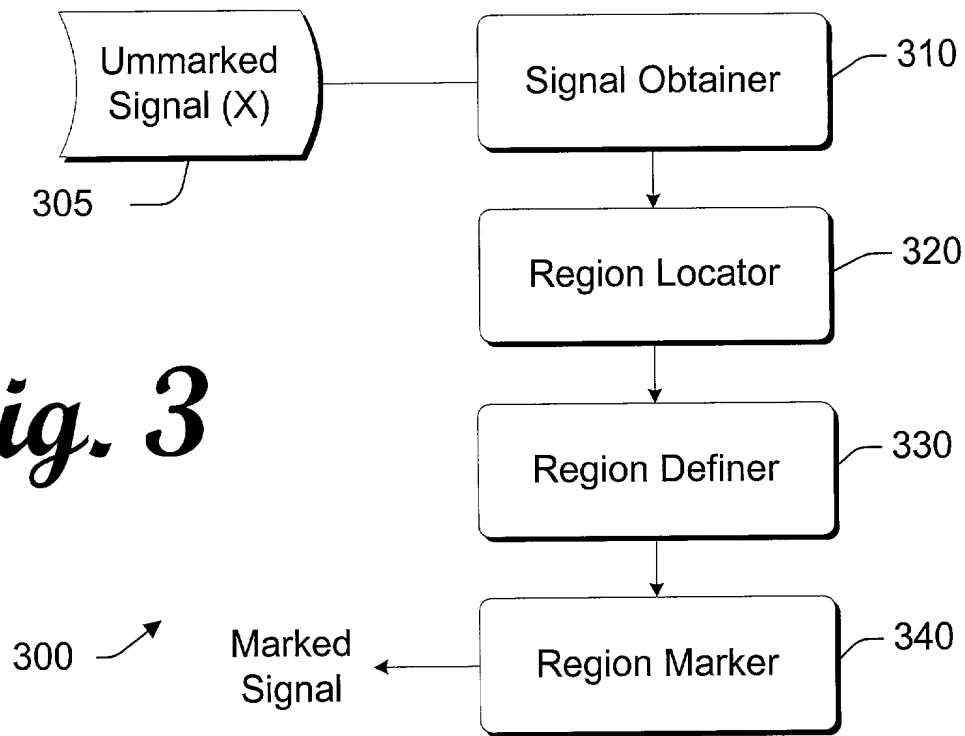 Ummarked
Signal (X)
305
Signal Obtainer
310
Region Locator
320
ig. 3
Region Definer
330
300
Marked
Signal
Region Marker
340